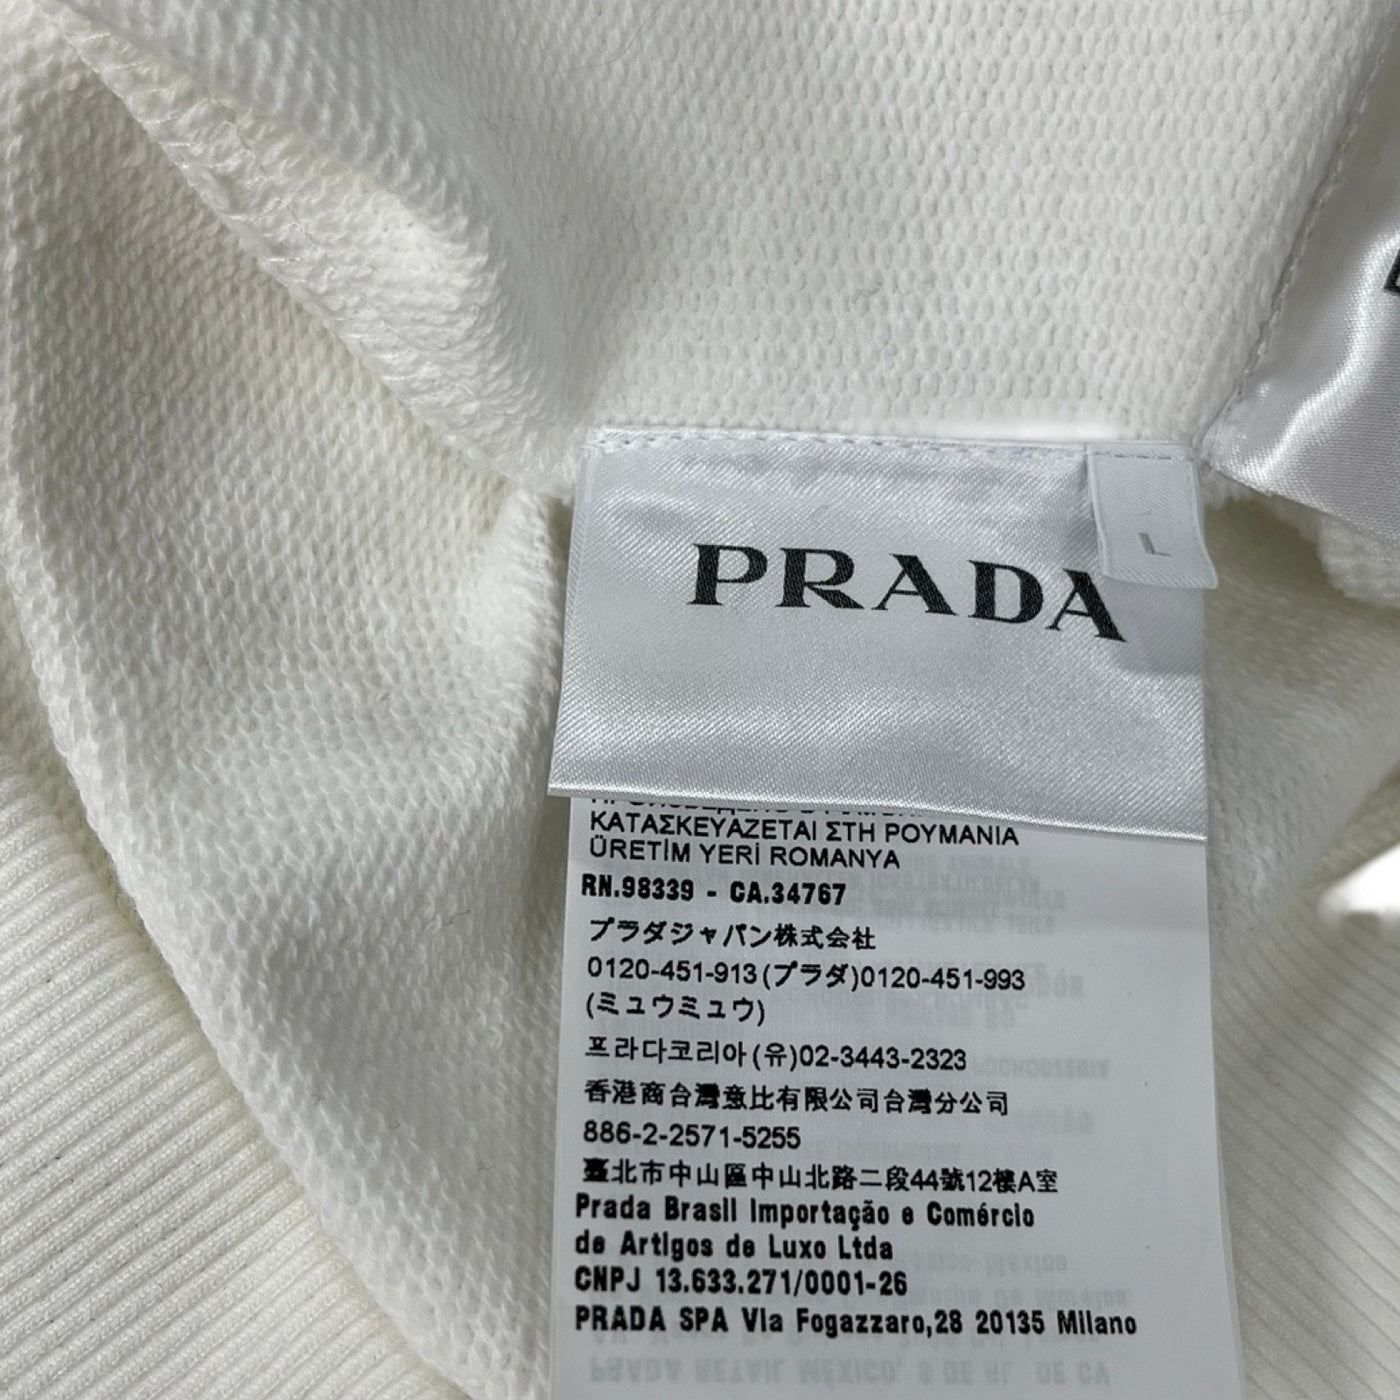 PRADA
L
ΚΑΤΑΣΚΕΥΑΖΕΤΑΙ ΣΤΗ ΡΟΥΜΑΝΙΑ
ÜRETİM YERİ ROMANYA
RN.98339 - CA.34767
プラダジャパン株式会社
0120-451-913(プラダ)0120-451-993
(ミュウミュウ)
프라다코리아(유)02-3443-2323
香港商台灣意比有限公司台灣分公司
886-2-2571-5255
臺北市中山區中山北路二段44號12樓A室
Prada Brasil Importação e Comércio
de Artigos de Luxo Ltda
CNPJ 13.633.271/0001-26
PRADA SPA Via Fogazzaro,28 20135 Milano